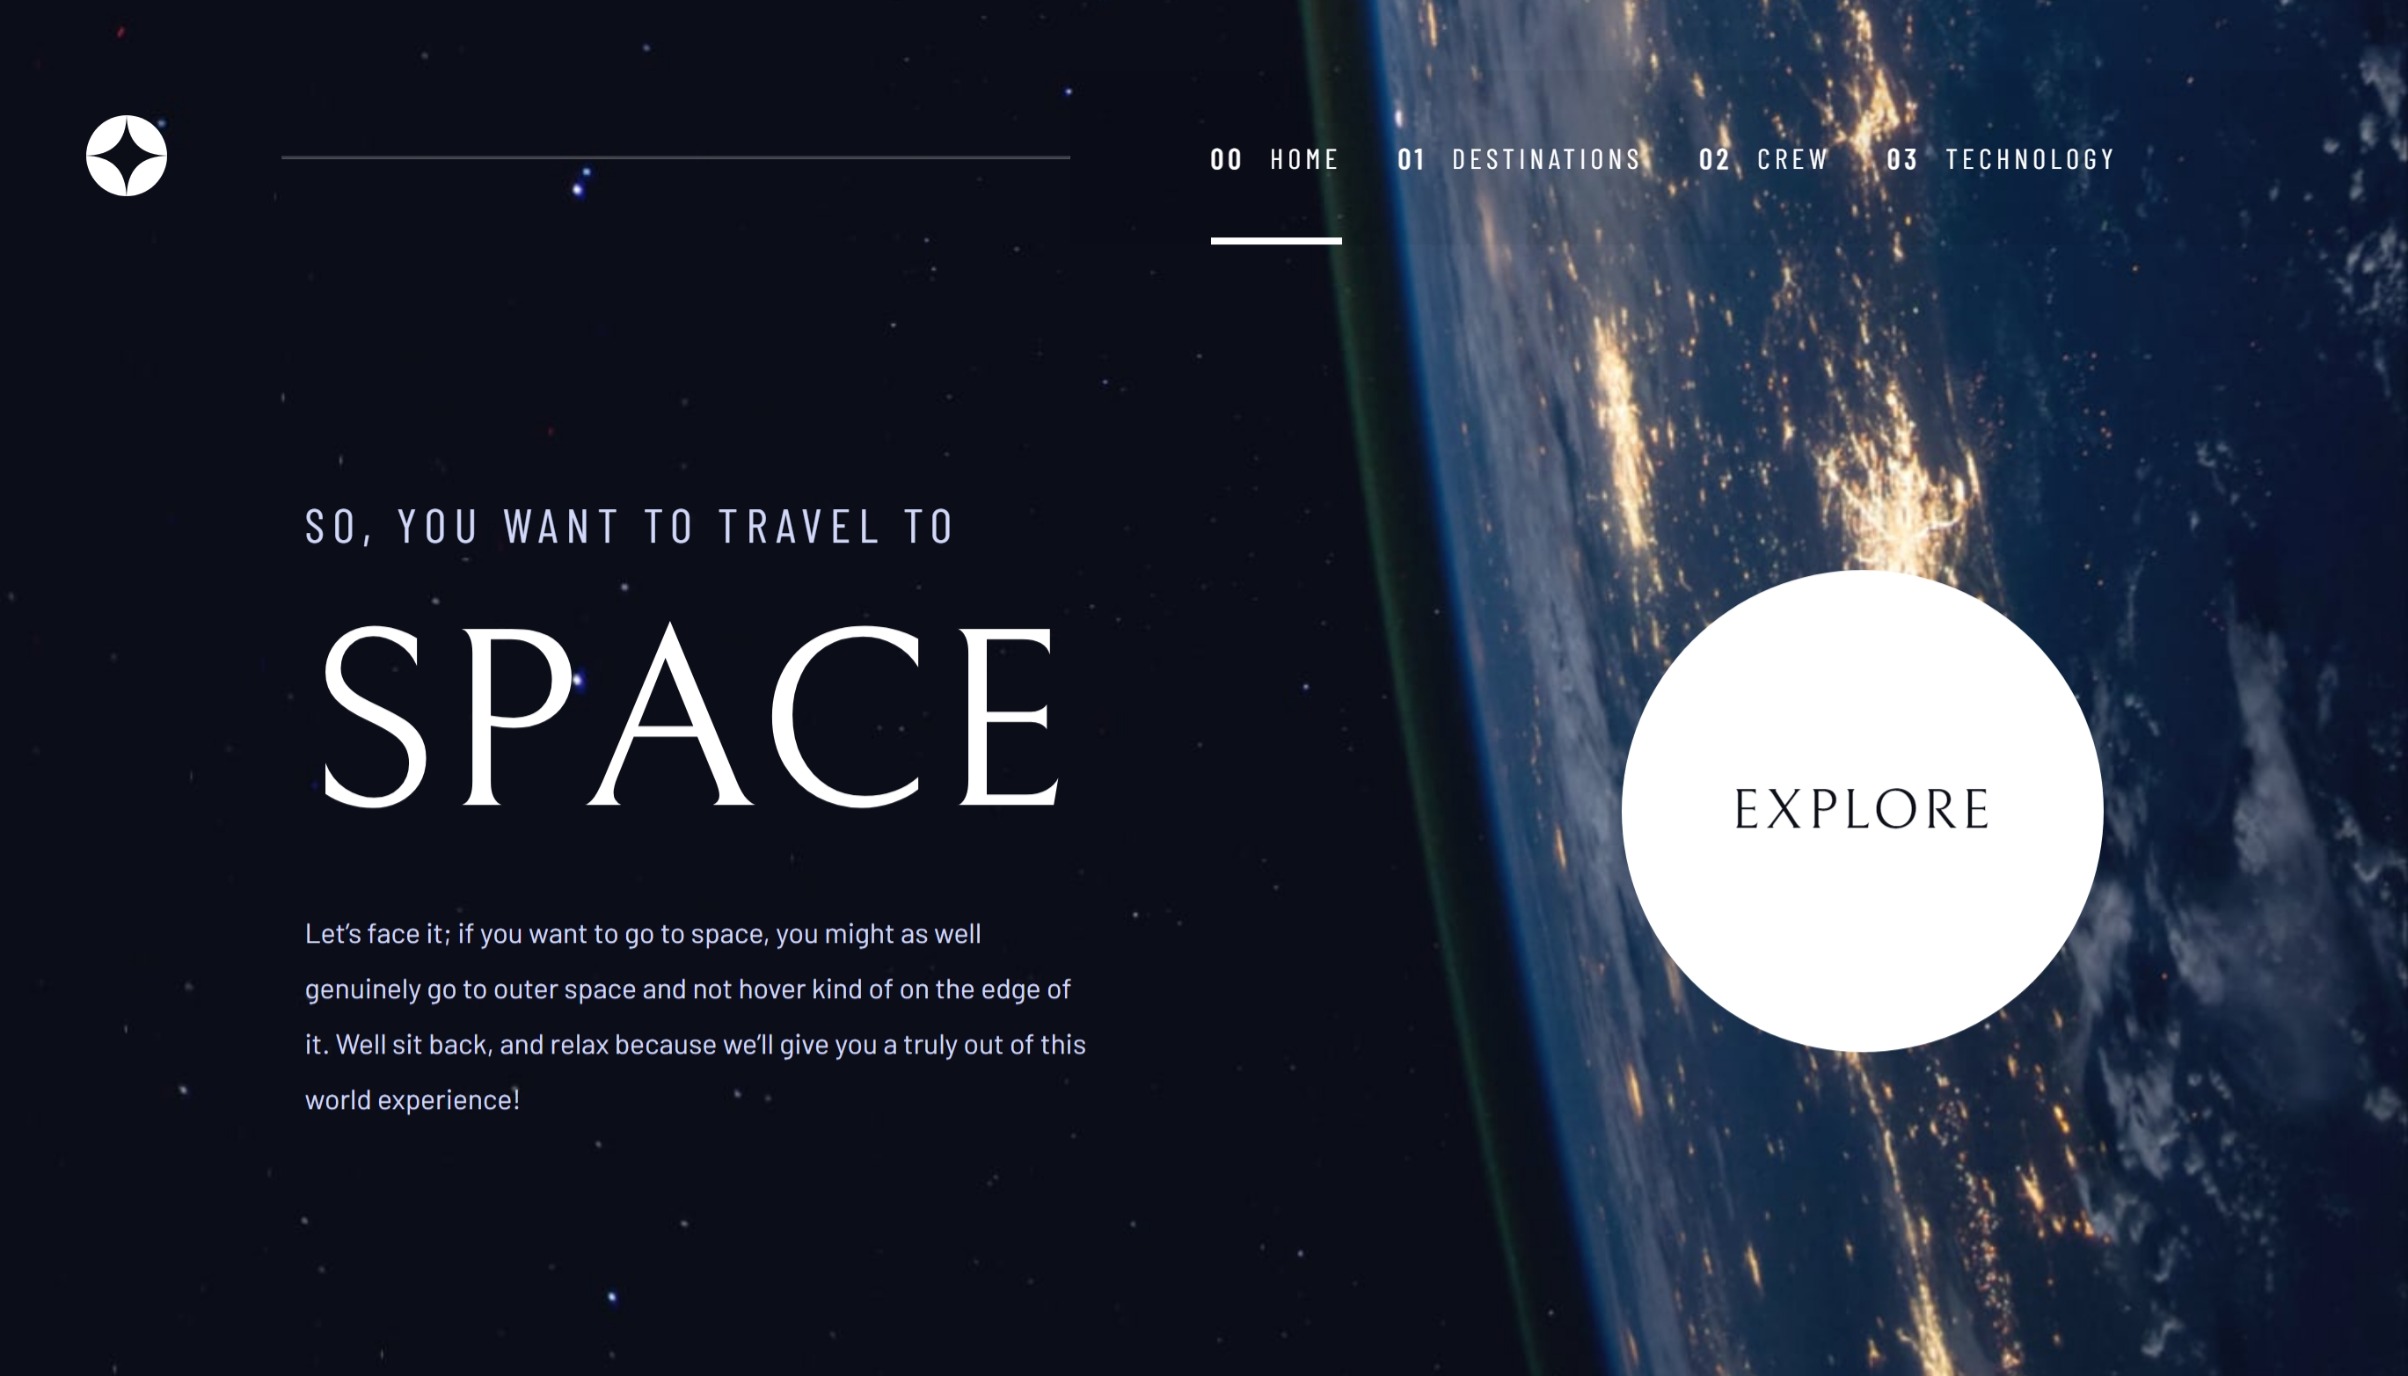 00 HOME 01 DESTINATIONS 02 CREW 03 TECHNOLOGY
SO, YOU WANT TO TRAVEL TO
SPACE
Let’s face it; if you want to go to space, you might as well
genuinely go to outer space and not hover kind of on the edge of
it. Well sit back, and relax because we’ll give you a truly out of this
world experience!
EXPLORE